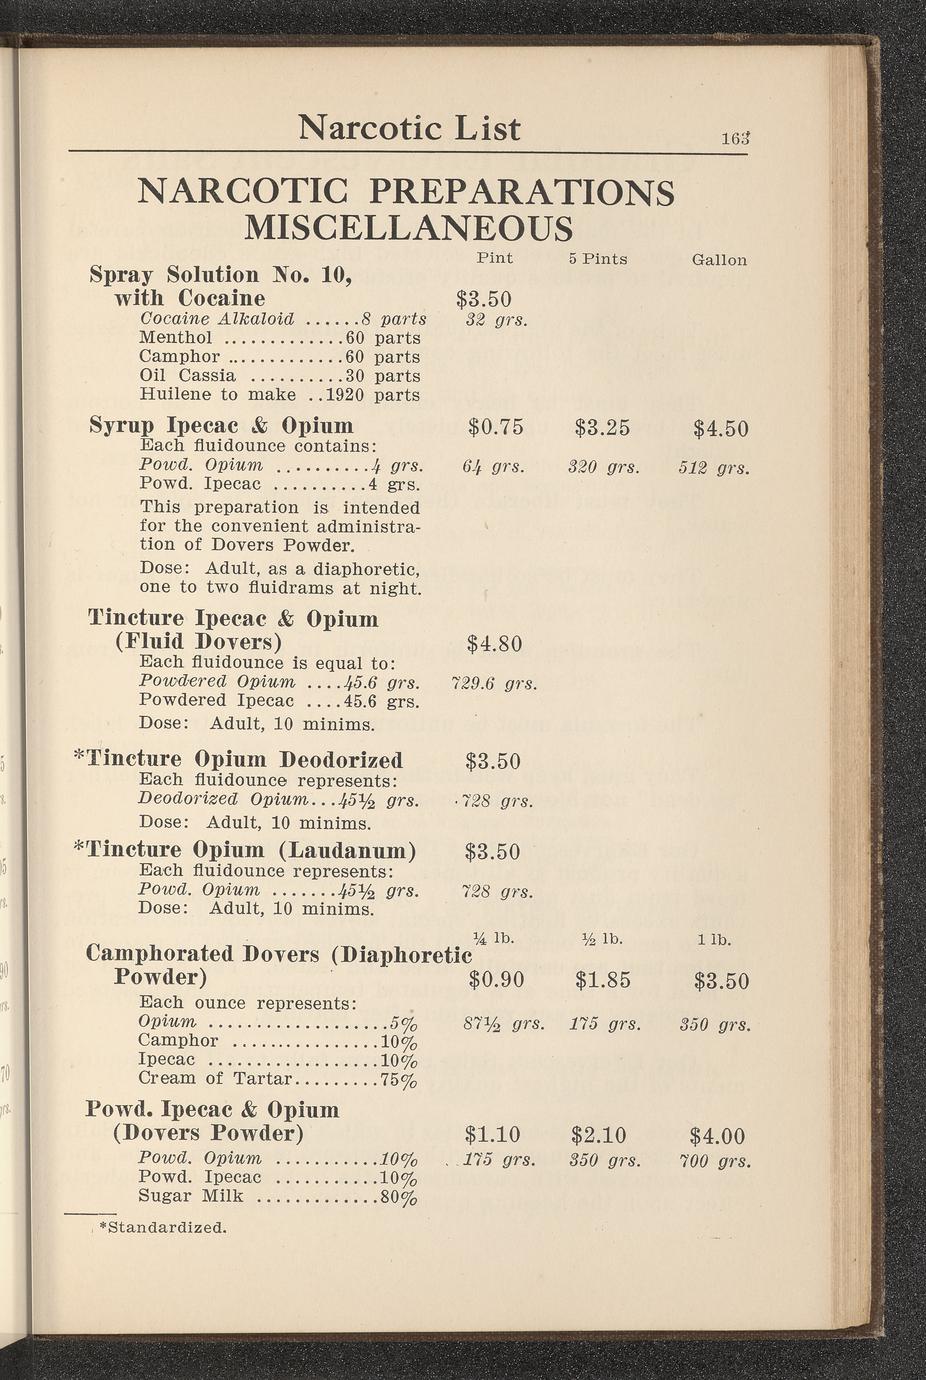 Narcotic List
163
NARCOTIC PREPARATIONS
MISCELLANEOUS
Pint 5 Pints Gallon
Spray Solution No. 10,
with Cocaine $3.50
Cocaine Alkaloid ......8 parts 32 grs.
Menthol .............60 parts
Camphor .............60 parts
Oil Cassia ..........30 parts
Huilene to make ..1920 parts
Syrup Ipecac & Opium $0.75 $3.25 $4.50
Each fluidounce contains:
Powd. Opium ..........4 grs. 64 grs. 320 grs. 512 grs.
Powd. Ipecac ..........4 grs.
This preparation is intended
for the convenient administra-
tion of Dovers Powder.
Dose: Adult, as a diaphoretic,
one to two fluidrams at night.
Tincture Ipecac & Opium
(Fluid Dovers) $4.80
Each fluidounce is equal to:
Powdered Opium ....45.6 grs. 729.6 grs.
Powdered Ipecac ....45.6 grs.
Dose: Adult, 10 minims.
*Tincture Opium Deodorized $3.50
Each fluidounce represents:
Deodorized Opium...45½ grs. 728 grs.
Dose: Adult, 10 minims.
*Tincture Opium (Laudanum) $3.50
Each fluidounce represents:
Powd. Opium .......45½ grs. 728 grs.
Dose: Adult, 10 minims.
¼ lb. ½ lb. 1 lb.
Camphorated Dovers (Diaphoretic
Powder) $0.90 $1.85 $3.50
Each ounce represents:
Opium ...................5% 87½ grs. 175 grs. 350 grs.
Camphor ...............10%
Ipecac .................10%
Cream of Tartar.........75%
Powd. Ipecac & Opium
(Dovers Powder) $1.10 $2.10 $4.00
Powd. Opium ...........10% 175 grs. 350 grs. 700 grs.
Powd. Ipecac ...........10%
Sugar Milk .............80%
*Standardized.